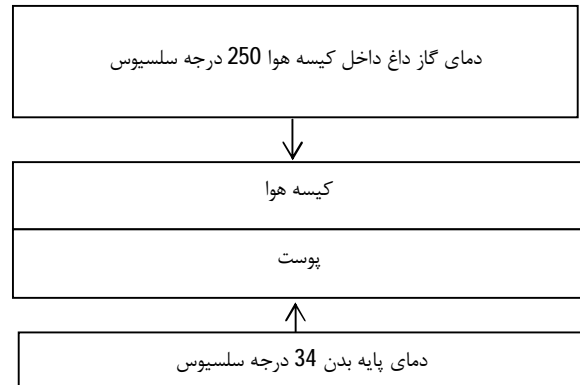 دمای گاز داغ داخل کیسه هوا 250 درجه سلسیوس
کیسه هوا
پوست
دمای پایه بدن 34 درجه سلسیوس